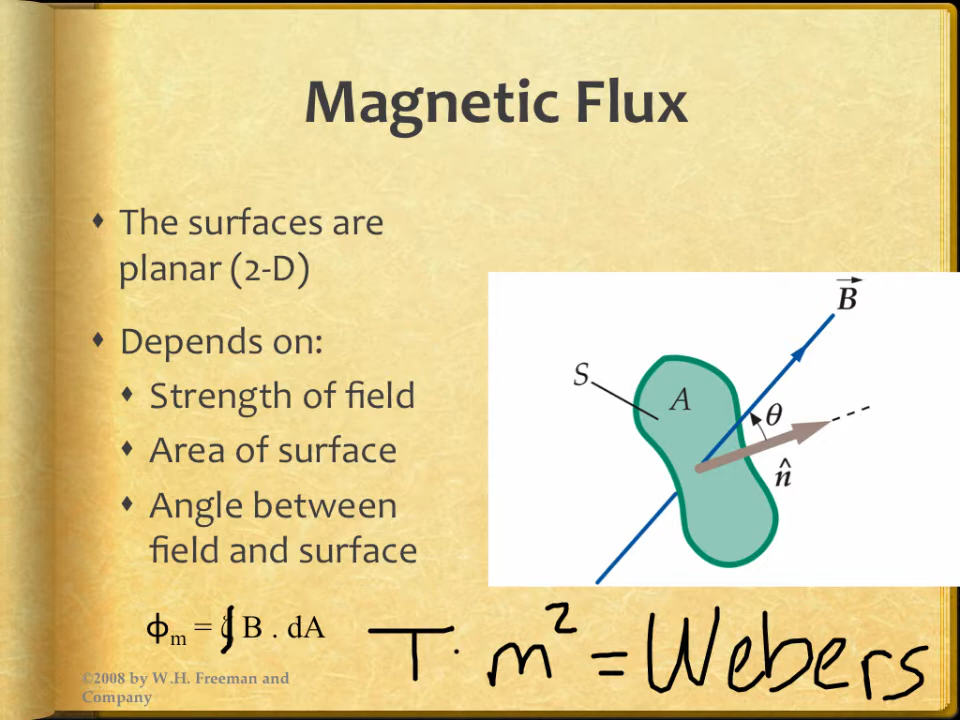 Magnetic Flux
The surfaces are
planar (2-D)
Depends on:
Strength of field
Area of surface
Angle between
field and surface
B
S
A
θ
n̂
ϕm = ∮ B . dA
T · m² = Webers
©2008 by W.H. Freeman and
Company